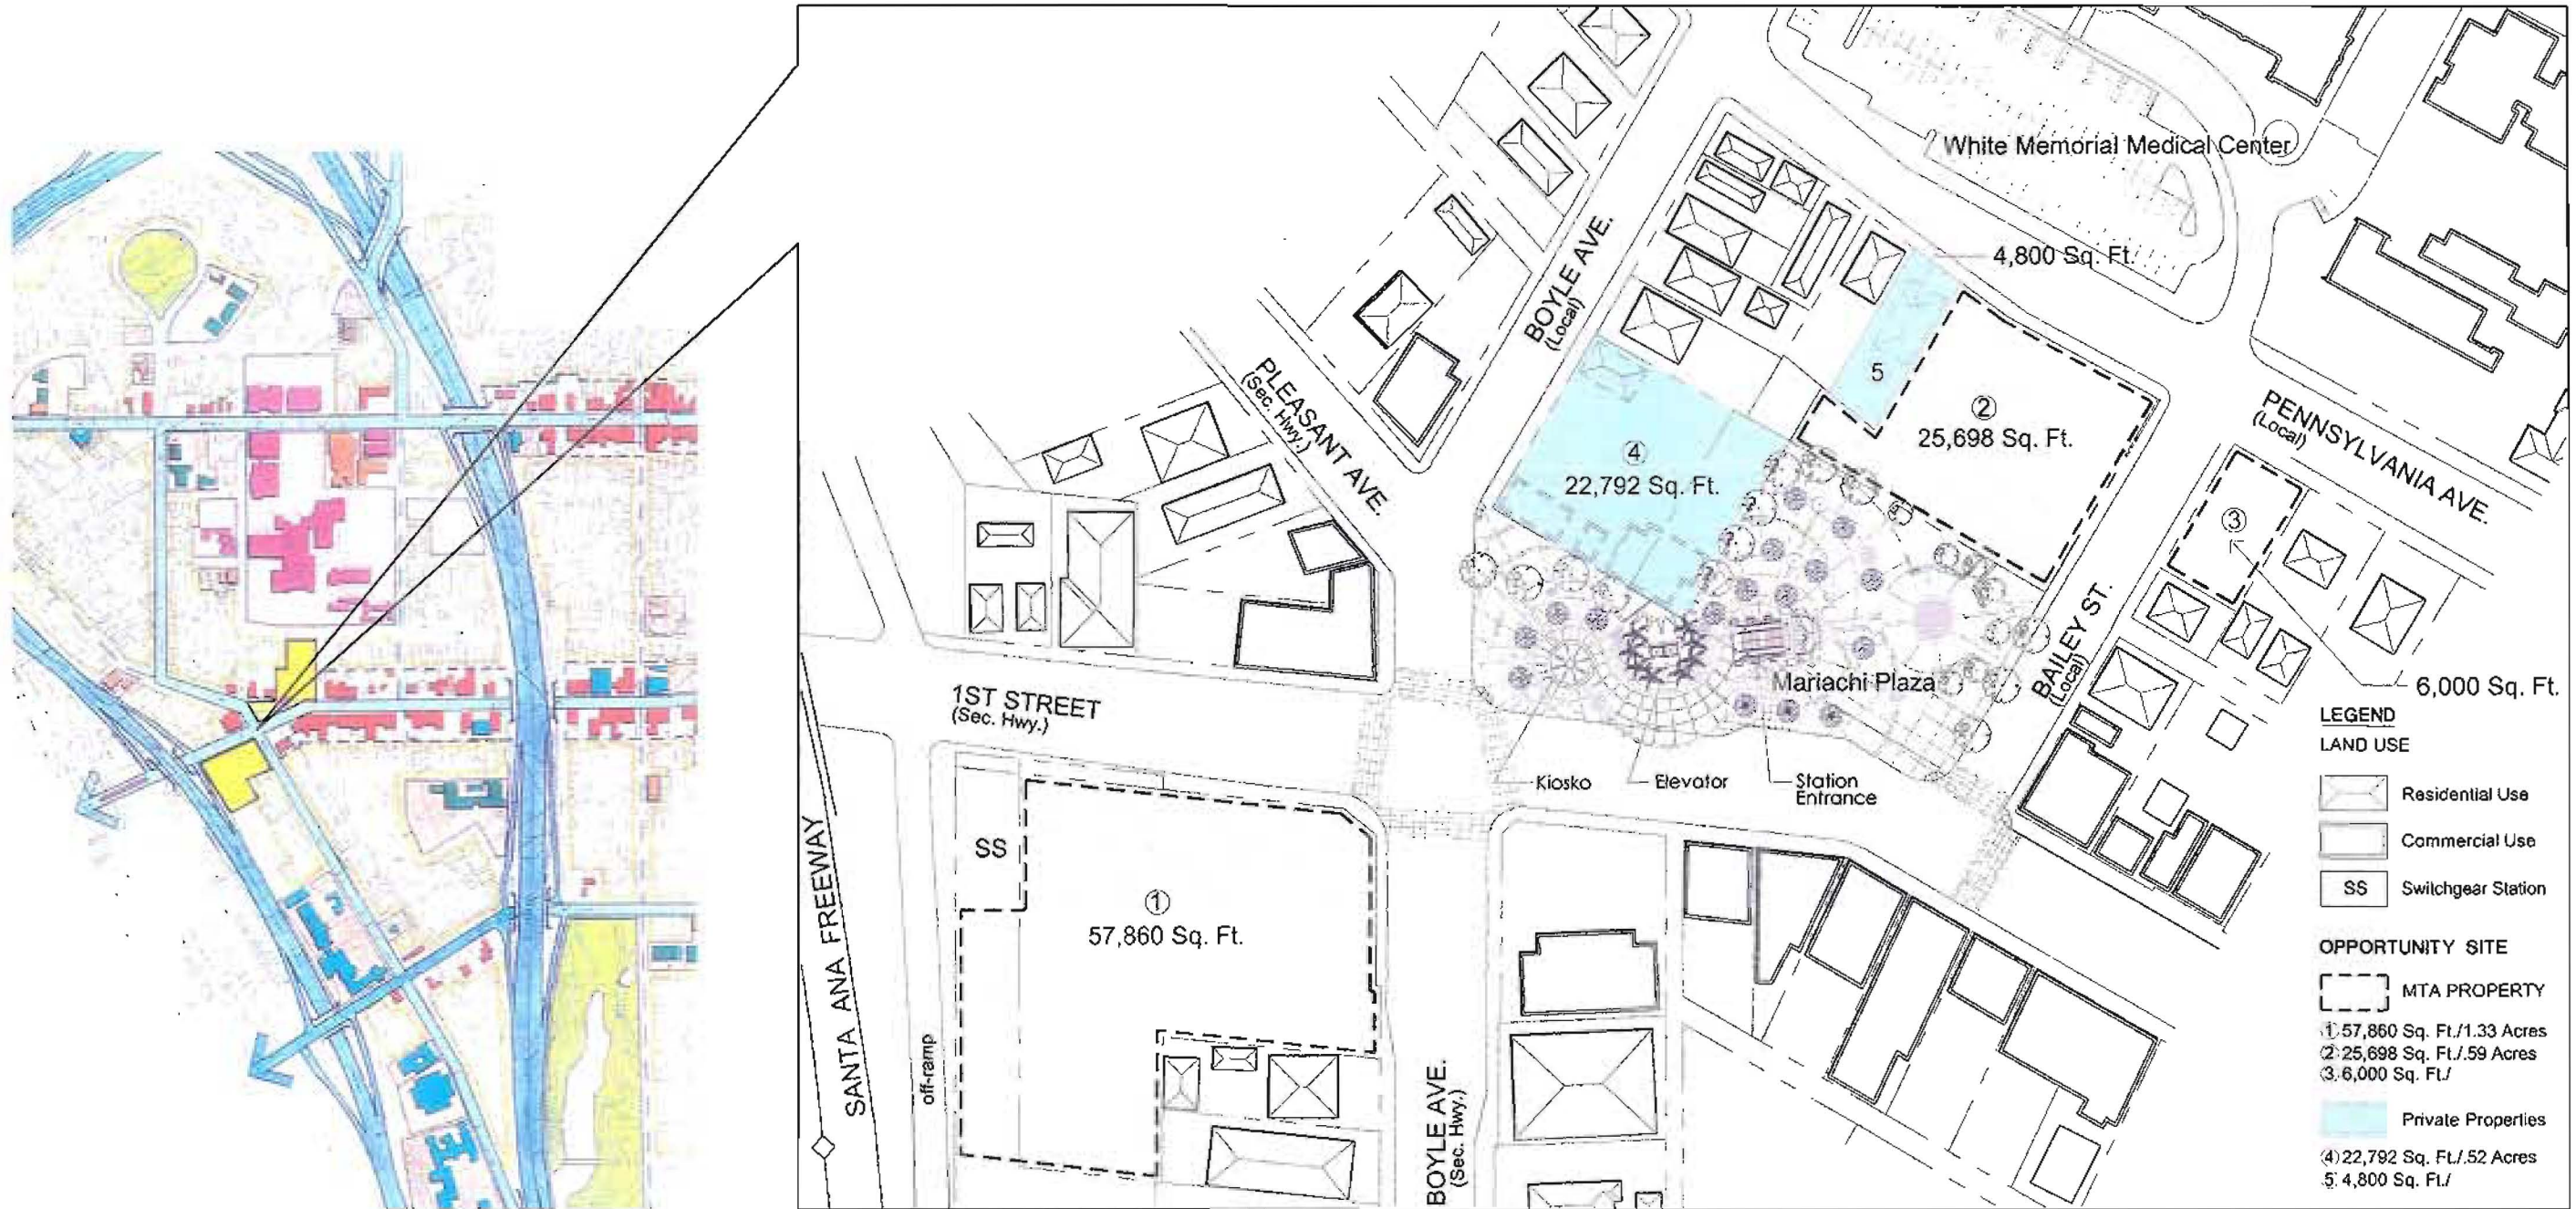 White Memorial Medical Center
4,800 Sq. Ft.
BOYLE AVE.
(Local)
PLEASANT AVE.
(Sec. Hwy.)
5
②
25,698 Sq. Ft.
④
22,792 Sq. Ft.
PENNSYLVANIA AVE.
(Local)
③
6,000 Sq. Ft.
BAILEY ST.
(Local)
Mariachi Plaza
1ST STREET
(Sec. Hwy.)
Kiosko
Elevator
Station
Entrance
SS
①
57,860 Sq. Ft.
SANTA ANA FREEWAY
off-ramp
BOYLE AVE.
(Sec. Hwy.)
LEGEND
LAND USE
Residential Use
Commercial Use
SS Switchgear Station
OPPORTUNITY SITE
MTA PROPERTY
① 57,860 Sq. Ft./1.33 Acres
② 25,698 Sq. Ft./.59 Acres
③ 6,000 Sq. Ft./
Private Properties
④ 22,792 Sq. Ft./.52 Acres
5 4,800 Sq. Ft./